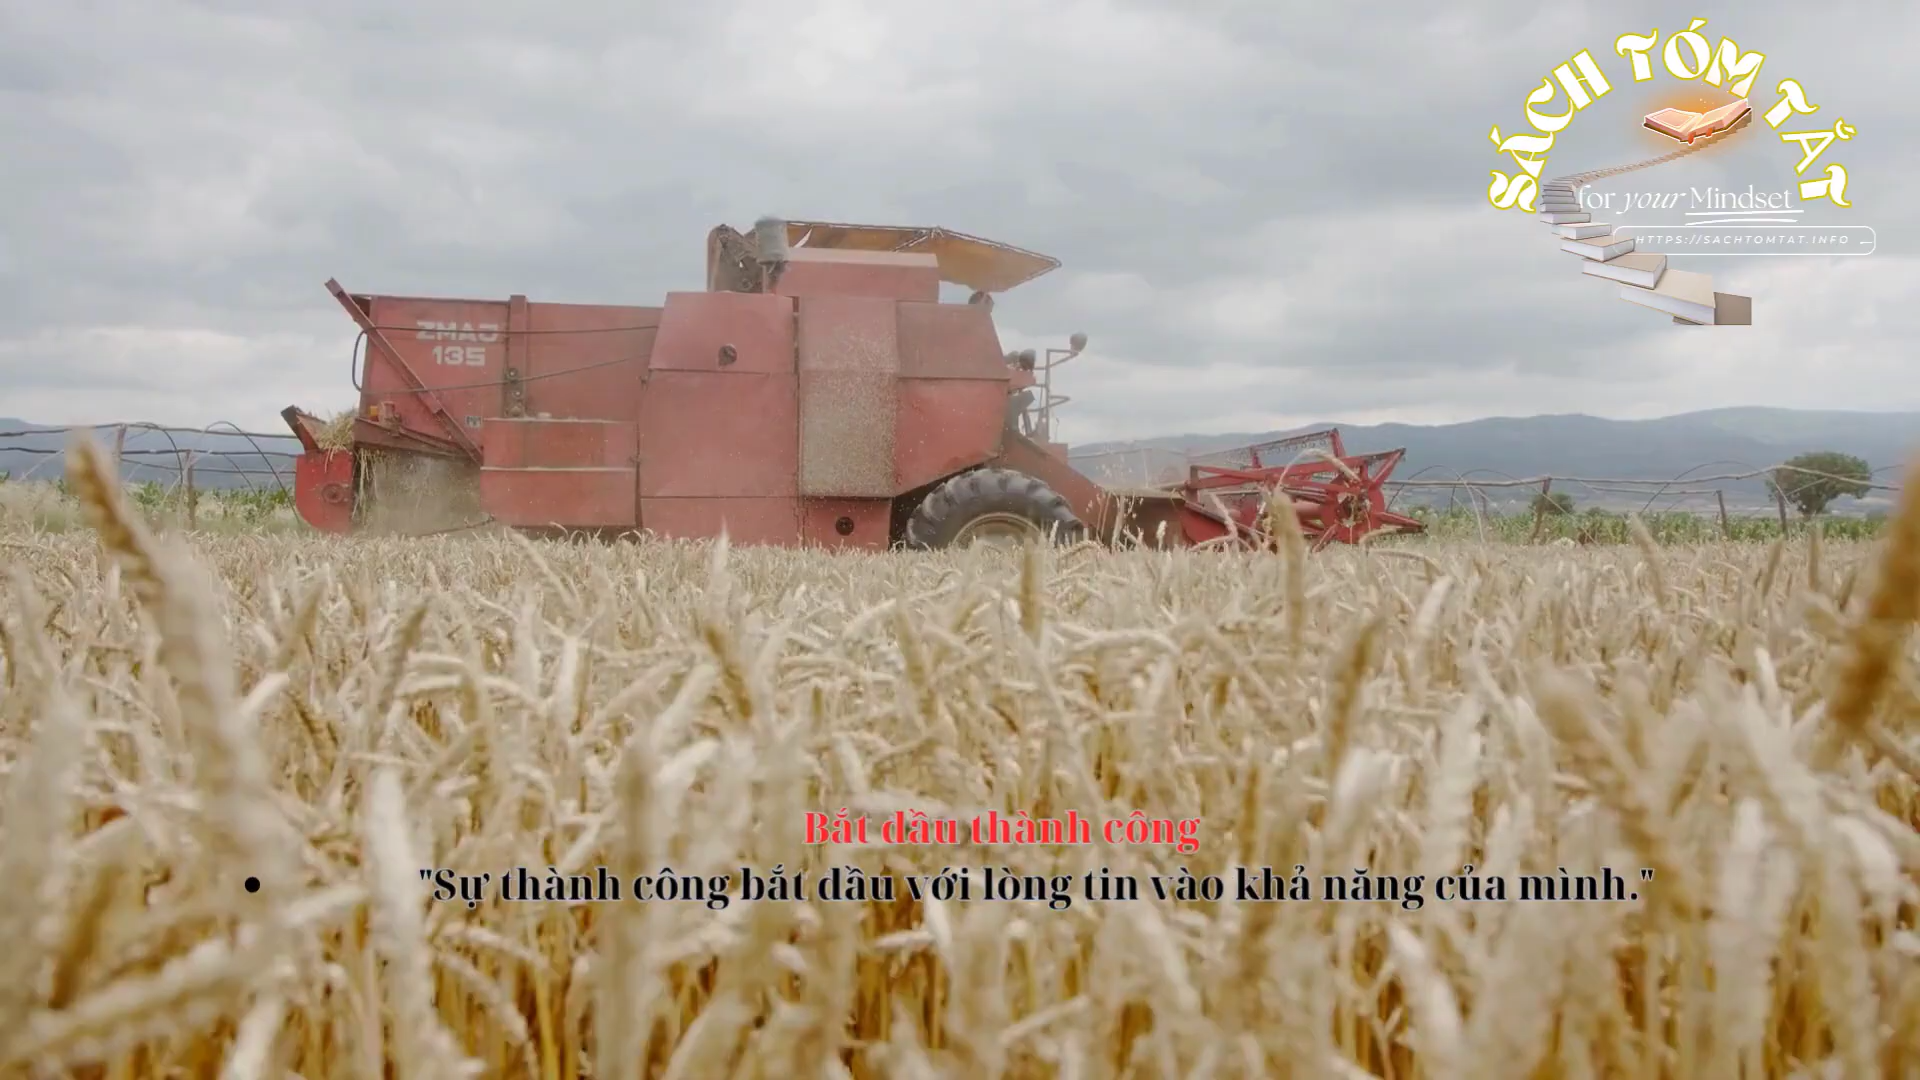 SÁCH TÓM TẮT
for your Mindset
HTTPS://SACHTOMTAT.INFO
ZMAJ
135
Bắt đầu thành công
"Sự thành công bắt đầu với lòng tin vào khả năng của mình."